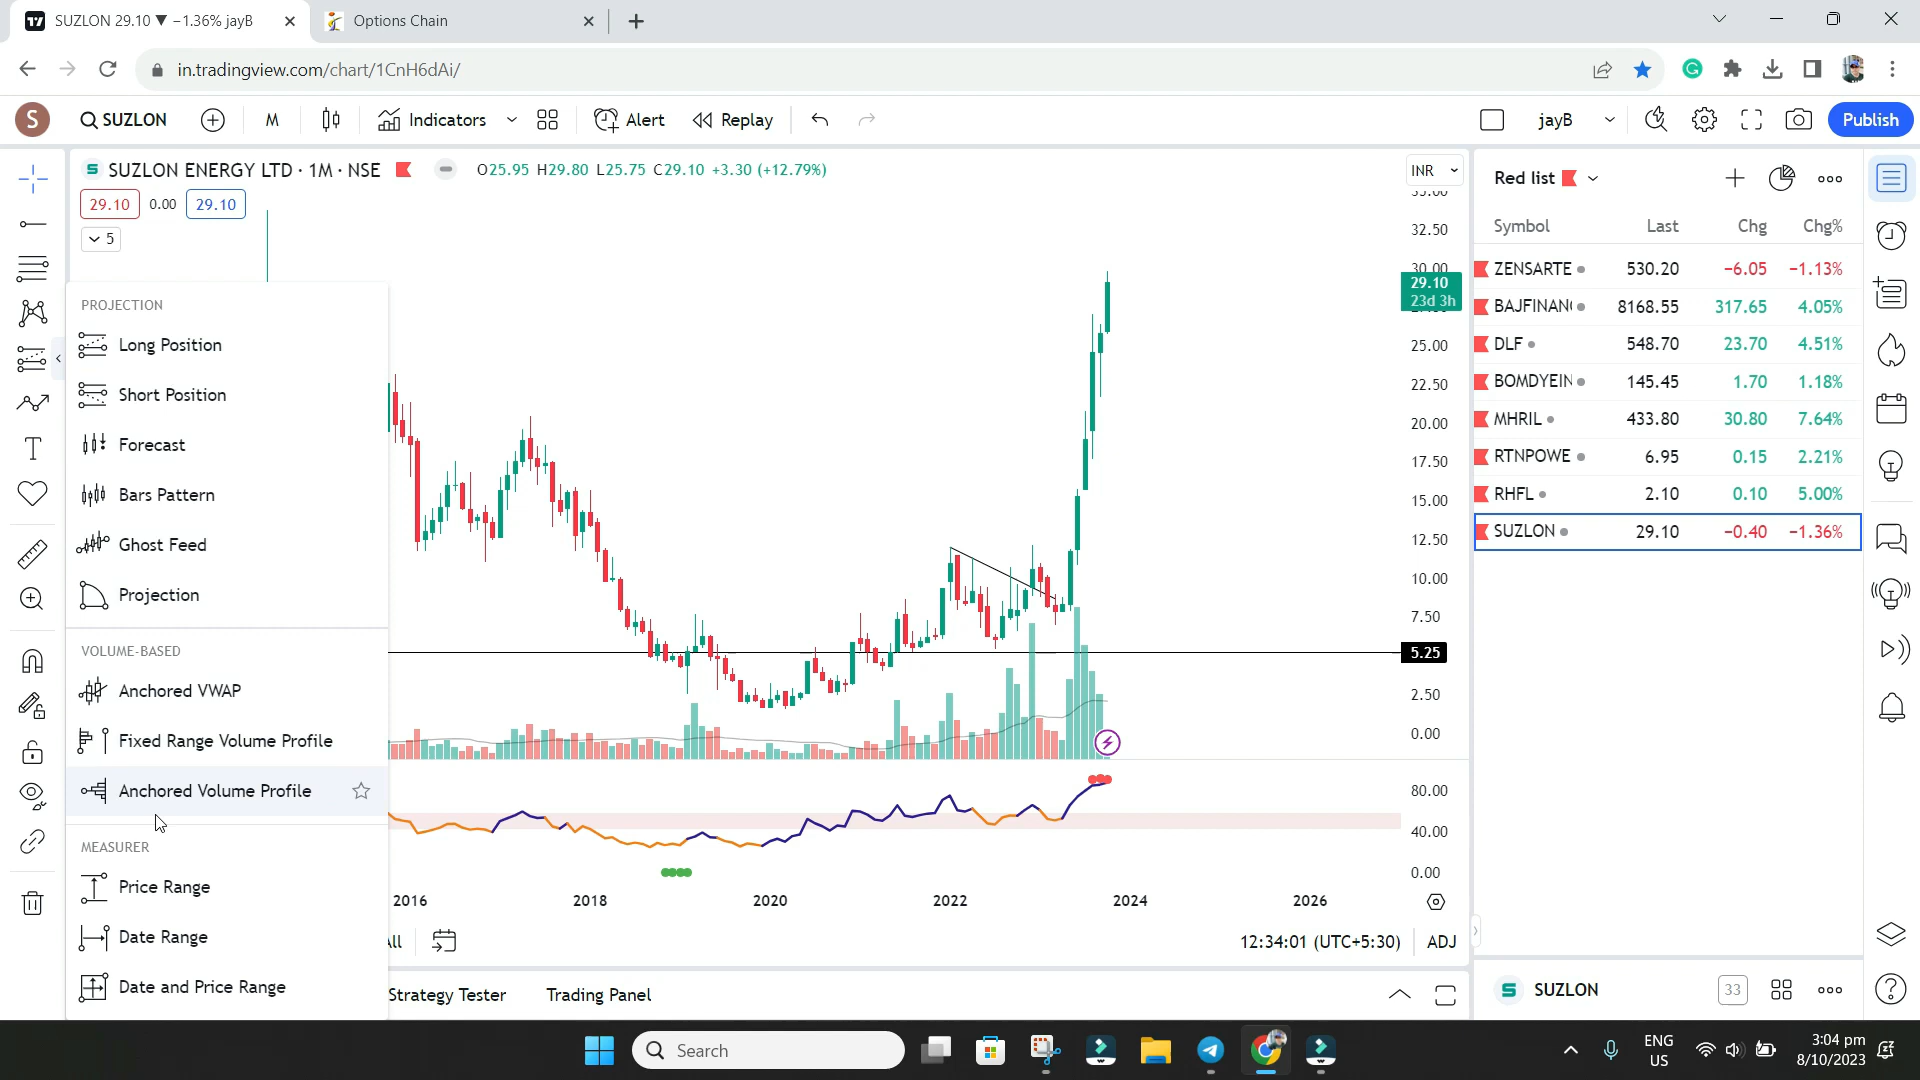 SUZLON 29.10 ▼ −1.36% jayB
Options Chain
in.tradingview.com/chart/1CnH6dAi/
S
SUZLON
M
Indicators
Alert
Replay
jayB
Publish
SUZLON ENERGY LTD · 1M · NSE
O25.95 H29.80 L25.75 C29.10 +3.30 (+12.79%)
INR
29.10
0.00
29.10
5
PROJECTION
Long Position
Short Position
Forecast
Bars Pattern
Ghost Feed
Projection
VOLUME-BASED
Anchored VWAP
Fixed Range Volume Profile
Anchored Volume Profile
MEASURER
Price Range
Date Range
Date and Price Range
35.00
32.50
30.00
29.10
23d 3h
25.00
22.50
20.00
17.50
15.00
12.50
10.00
7.50
5.25
2.50
0.00
80.00
40.00
0.00
2016
2018
2020
2022
2024
2026
12:34:01 (UTC+5:30)
ADJ
Strategy Tester
Trading Panel
Red list
Symbol Last Chg Chg%
ZENSARTE 530.20 −6.05 −1.13%
BAJFINAN 8168.55 317.65 4.05%
DLF 548.70 23.70 4.51%
BOMDYEIN 145.45 1.70 1.18%
MHRIL 433.80 30.80 7.64%
RTNPOWE 6.95 0.15 2.21%
RHFL 2.10 0.10 5.00%
SUZLON 29.10 −0.40 −1.36%
SUZLON
33
Search
ENG
US
3:04 pm
8/10/2023